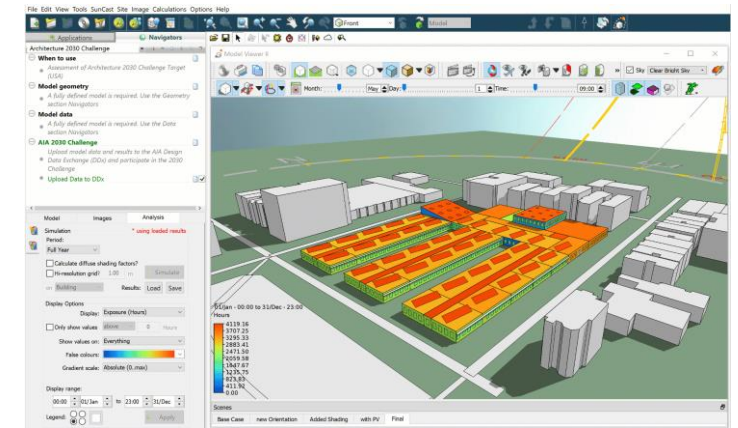 File Edit View Tools SunCast Site Image Calculations Options Help
Front
Model
Applications
Navigators
Architecture 2030 Challenge
When to use
Assessment of Architecture 2030 Challenge Target
(USA)
Model geometry
A fully defined model is required. Use the Geometry
section Navigators
Model data
A fully defined model is required. Use the Data
section Navigators
AIA 2030 Challenge
Upload model data and results to the AIA Design
Data Exchange (DDx) and participate in the 2030
Challenge
Upload Data to DDx
Model Images Analysis
Simulation * using loaded results
Period:
Full Year
Calculate diffuse shading factors?
Hi-resolution grid? 1.00 m Simulate
on Building Results: Load Save
Display Options
Display: Exposure (Hours)
Only show values above 0 Hours
Show values on: Everything
False colours:
Gradient scale: Absolute (0..max)
Display range:
00:00 01/Jan to 23:00 31/Dec
Legend: Apply
Model Viewer II
Sky Clear Bright Sky
Month: May Day: 1 Time: 09:00
01/Jan - 00:00 to 31/Dec - 23:00
Hours
4119.16
3707.25
3295.33
2883.41
2471.50
2059.58
1647.67
1235.75
823.83
411.92
0.00
Scenes
Base Case new Orientation Added Shading with PV Final